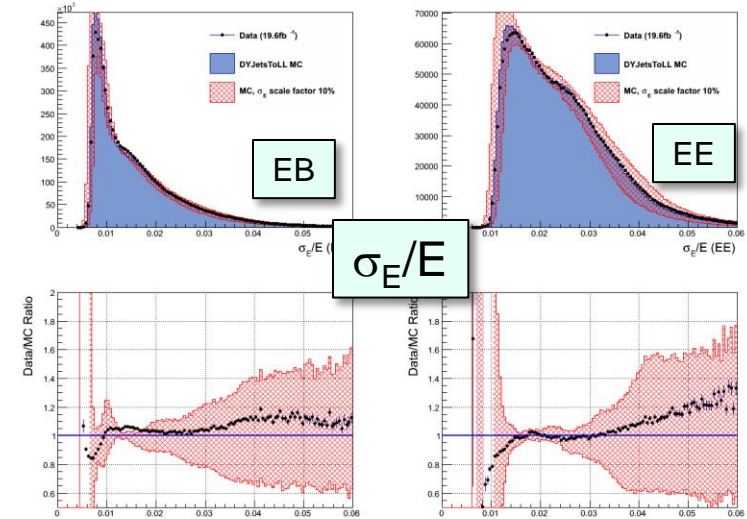 ×10³
450
400
350
300
250
200
150
100
50
0
0 0.01 0.02 0.03 0.04 0.05
Data (19.6fb ⁻¹)
DYJetsToLL MC
MC, σ_E scale factor 10%
EB
σ_E/E (
70000
60000
50000
40000
30000
20000
10000
0 0.01 0.02 0.03 0.04 0.05 0.06
Data (19.6fb ⁻¹)
DYJetsToLL MC
MC, σ_E scale factor 10%
EE
σ_E/E (EE)
σ_E/E
Data/MC Ratio
2
1.8
1.6
1.4
1.2
1
0.8
0.6
0 0.01 0.02 0.03 0.04 0.05 0.06
Data/MC Ratio
2
1.8
1.6
1.4
1.2
1
0.8
0.6
0 0.01 0.02 0.03 0.04 0.05 0.06